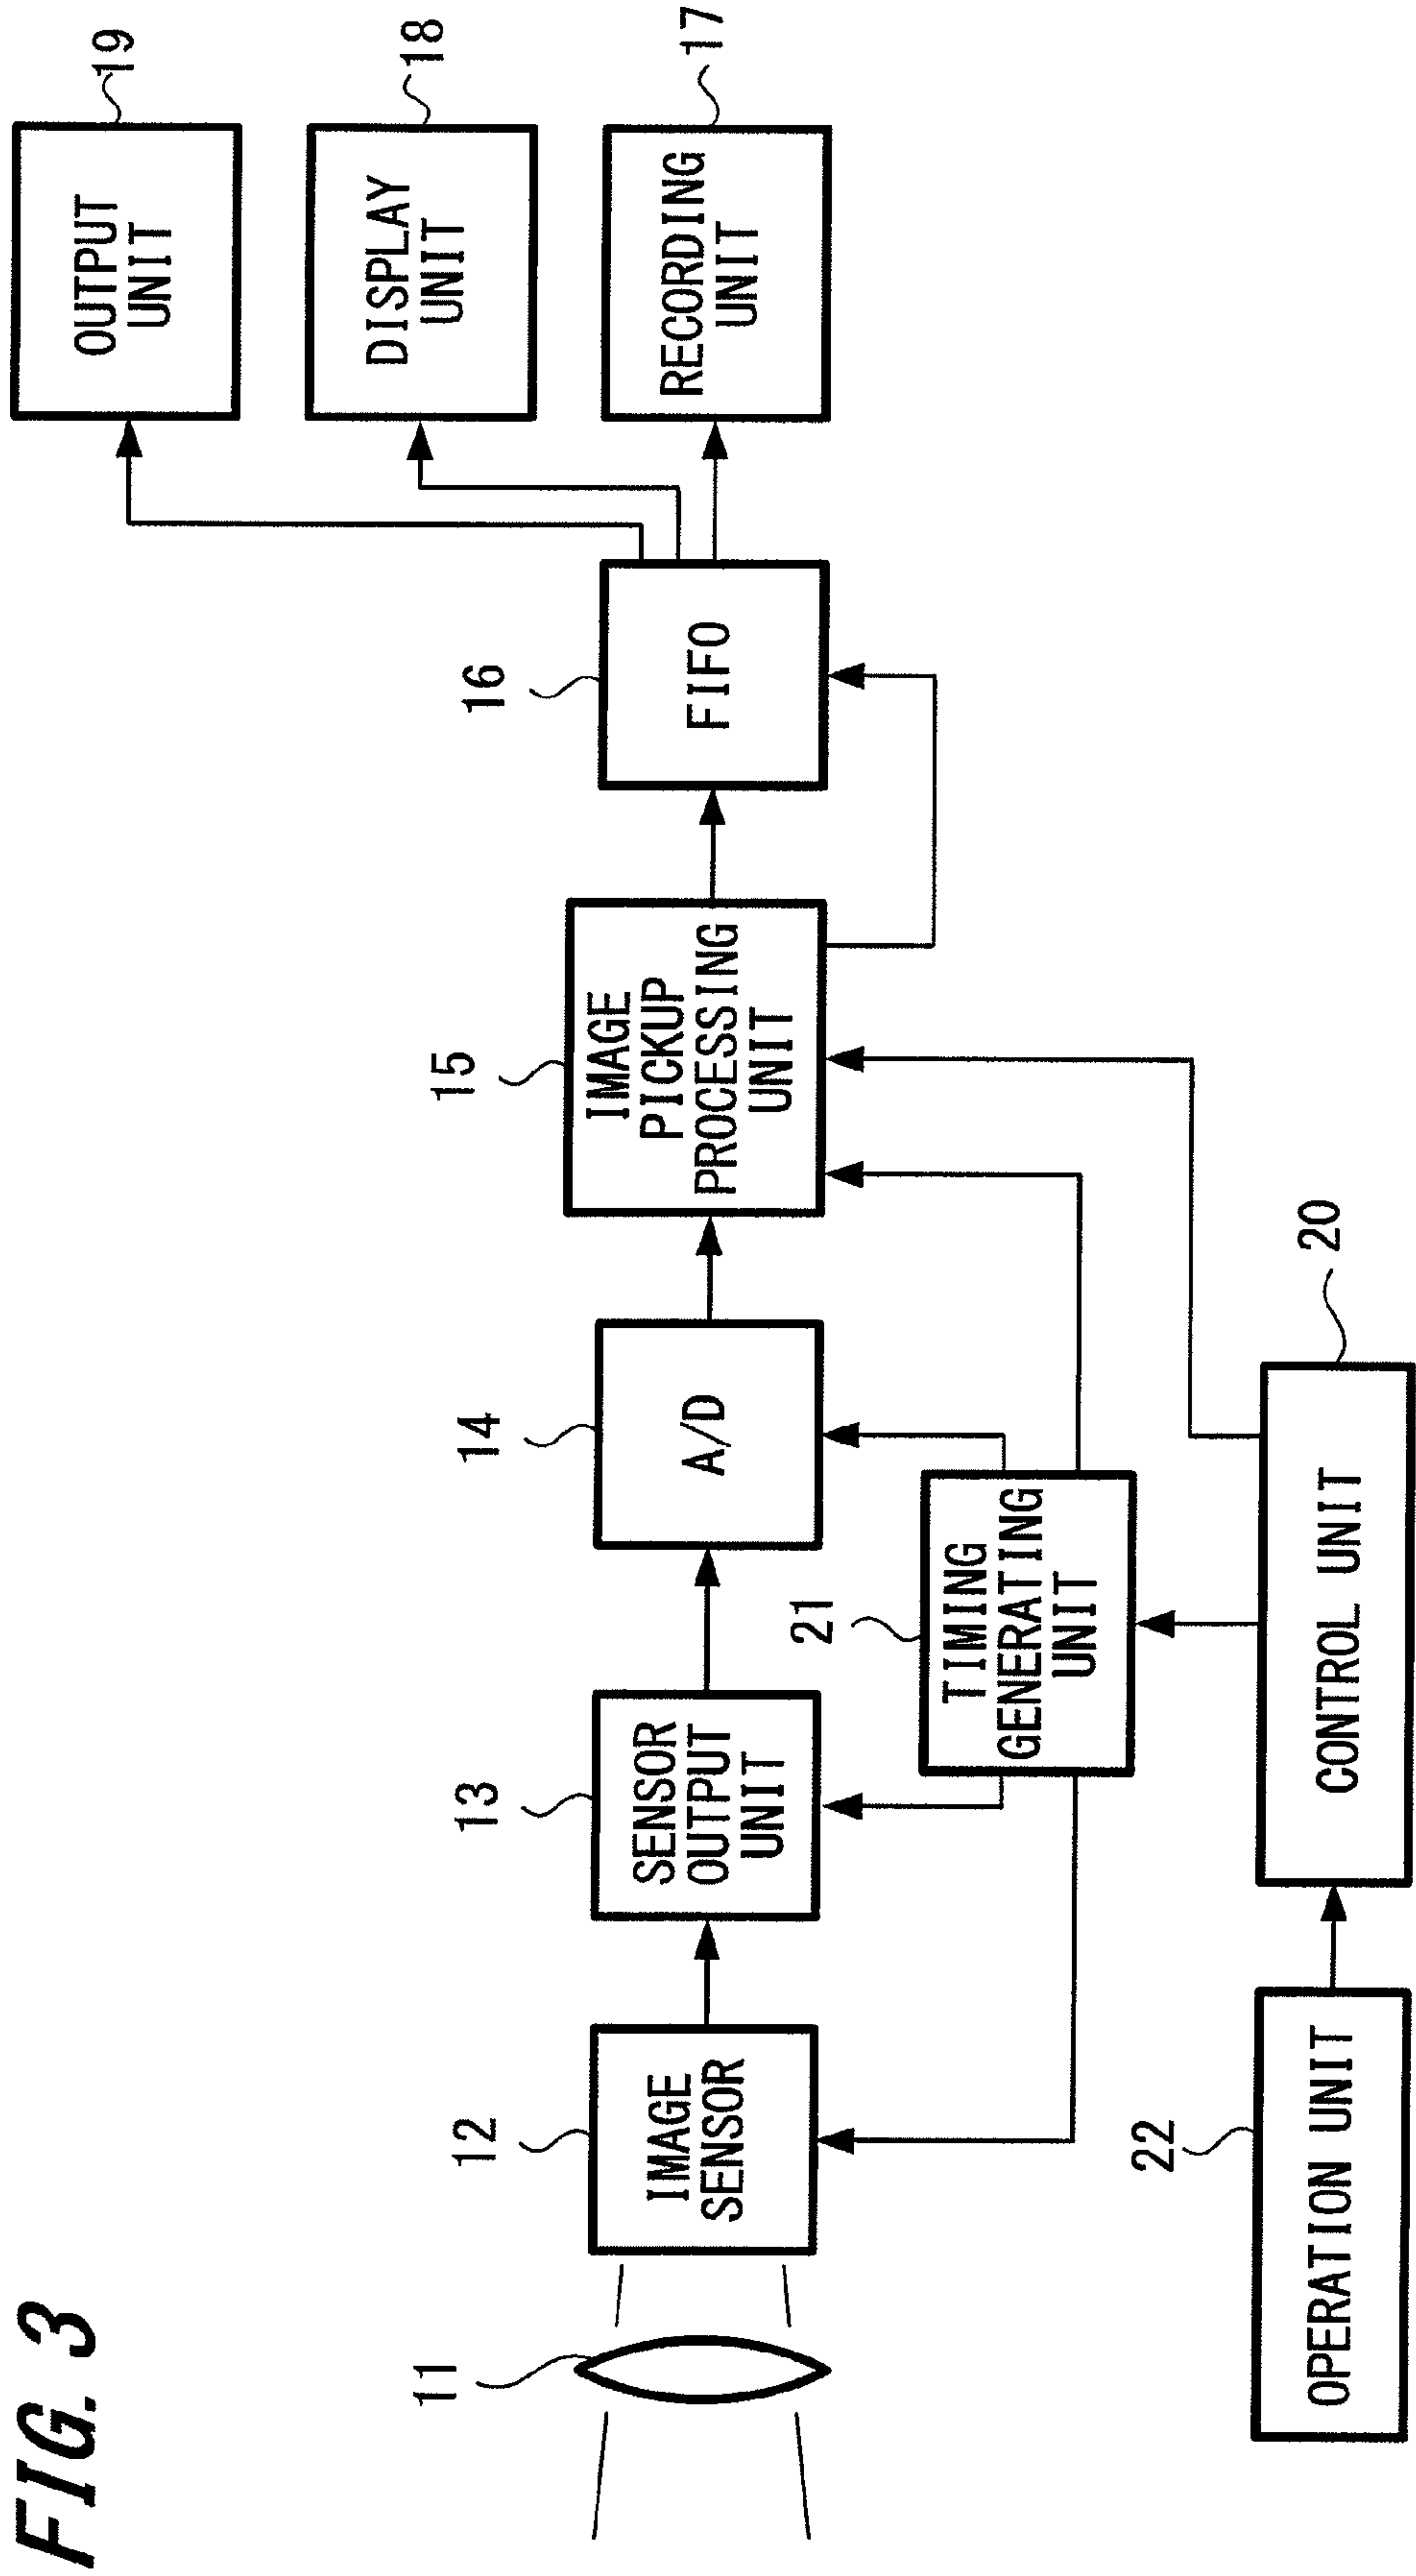 FIG. 3
19
OUTPUT
UNIT
18
DISPLAY
UNIT
17
RECORDING
UNIT
11
12
IMAGE
SENSOR
13
SENSOR
OUTPUT
UNIT
14
A/D
15
IMAGE
PICKUP
PROCESSING
UNIT
16
FIFO
21
TIMING
GENERATING
UNIT
22
OPERATION UNIT
20
CONTROL UNIT